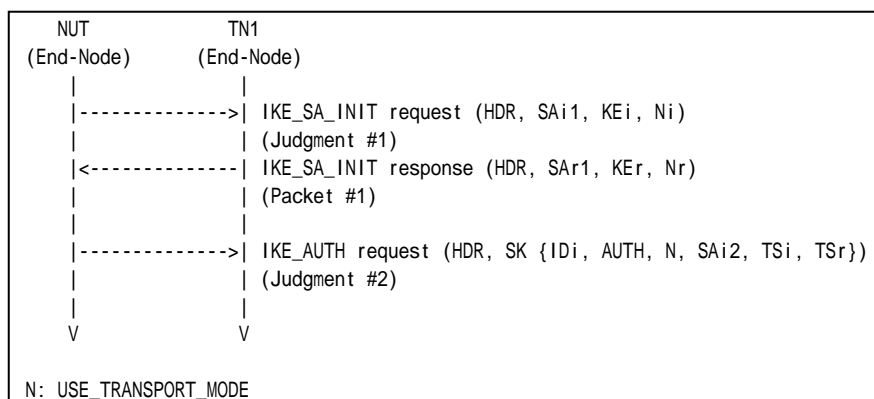 NUT TN1
(End-Node) (End-Node)
| |
|-------------->| IKE_SA_INIT request (HDR, SAi1, KEi, Ni)
| | (Judgment #1)
|<--------------| IKE_SA_INIT response (HDR, SAr1, KEr, Nr)
| | (Packet #1)
| |
|-------------->| IKE_AUTH request (HDR, SK {IDi, AUTH, N, SAi2, TSi, TSr})
| | (Judgment #2)
| |
V V
N: USE_TRANSPORT_MODE